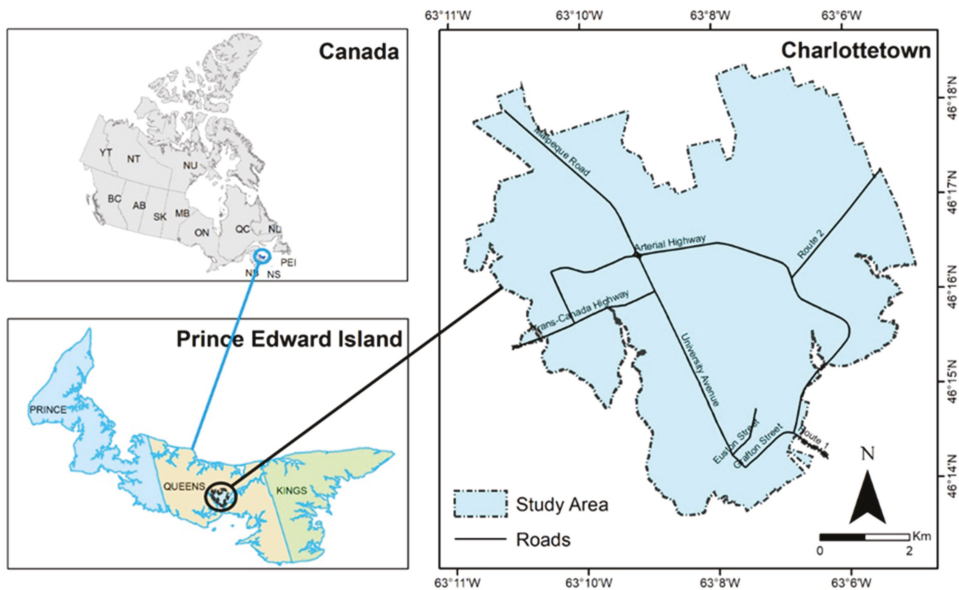 63°11'W 63°10'W 63°8'W 63°6'W
Canada
YT
NT
NU
BC
AB
SK
MB
ON
QC
NL
PEI
NB
NS
Prince Edward Island
PRINCE
QUEENS
KINGS
Charlottetown
Malpeque Road
Arterial Highway
Route 2
Trans-Canada Highway
University Avenue
Euston Street
Grafton Street
Route 1
Study Area
Roads
N
Km
0 2
46°18'N
46°17'N
46°16'N
46°15'N
46°14'N
63°11'W 63°10'W 63°8'W 63°6'W